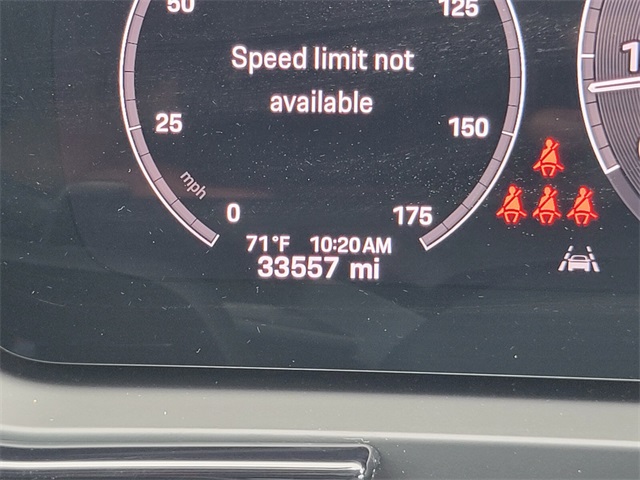 50
125
Speed limit not
available
25
150
mph
0
175
71°F 10:20AM
33557 mi